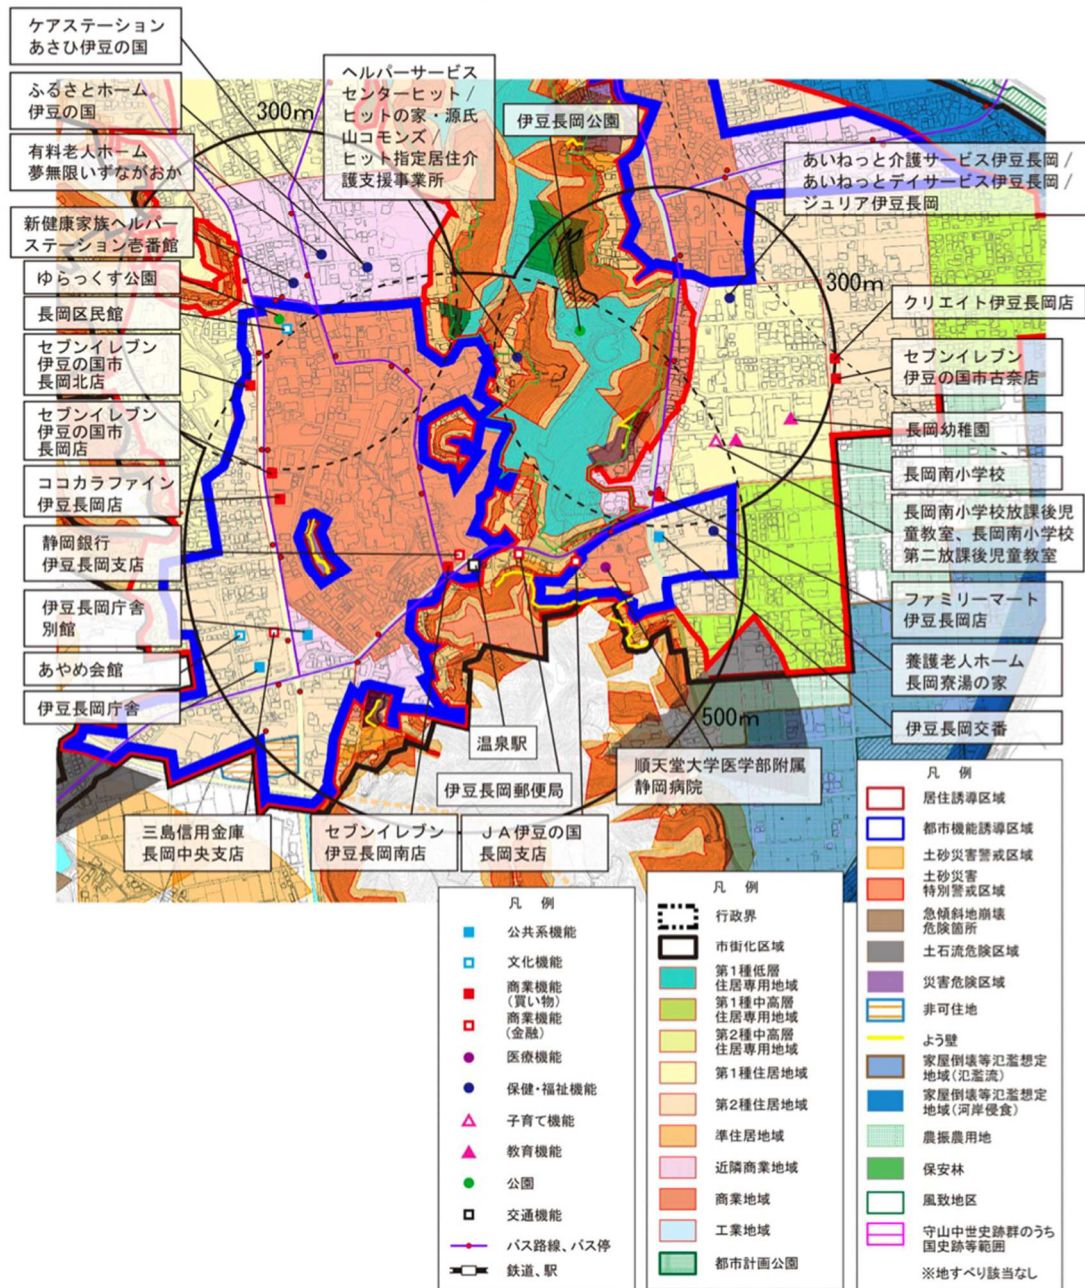 ケアステーション
あさひ伊豆の国
ふるさとホーム
伊豆の国
有料老人ホーム
夢無限いずながおか
新健康家族ヘルパー
ステーション壱番館
ゆらっくす公園
長岡区民館
セブンイレブン
伊豆の国市
長岡北店
セブンイレブン
伊豆の国市
長岡店
ココカラファイン
伊豆長岡店
静岡銀行
伊豆長岡支店
伊豆長岡庁舎
別館
あやめ会館
伊豆長岡庁舎
300m
ヘルパーサービス
センターヒット/
ヒットの家・源氏
山コモンズ/
ヒット指定居住介
護支援事業所
伊豆長岡公園
あいねっと介護サービス伊豆長岡/
あいねっとデイサービス伊豆長岡/
ジュリア伊豆長岡
300m
クリエイト伊豆長岡店
セブンイレブン
伊豆の国市古奈店
長岡幼稚園
長岡南小学校
長岡南小学校放課後児
童教室、長岡南小学校
第二放課後児童教室
ファミリーマート
伊豆長岡店
養護老人ホーム
長岡寮湯の家
伊豆長岡交番
500m
温泉駅
伊豆長岡郵便局
順天堂大学医学部附属
静岡病院
三島信用金庫
長岡中央支店
セブンイレブン
伊豆長岡南店
JA伊豆の国
長岡支店
凡 例
公共系機能
文化機能
商業機能
(買い物)
商業機能
(金融)
医療機能
保健・福祉機能
子育て機能
教育機能
公園
交通機能
バス路線、バス停
鉄道、駅
凡 例
行政界
市街化区域
第1種低層
住居専用地域
第1種中高層
住居専用地域
第2種中高層
住居専用地域
第1種住居地域
第2種住居地域
準住居地域
近隣商業地域
商業地域
工業地域
都市計画公園
凡 例
居住誘導区域
都市機能誘導区域
土砂災害警戒区域
土砂災害
特別警戒区域
急傾斜地崩壊
危険箇所
土石流危険区域
災害危険区域
非可住地
よう壁
家屋倒壊等氾濫想定
地域(氾濫流)
家屋倒壊等氾濫想定
地域(河岸侵食)
農振農用地
保安林
風致地区
守山中世史跡群のうち
国史跡等範囲
※地すべり該当なし